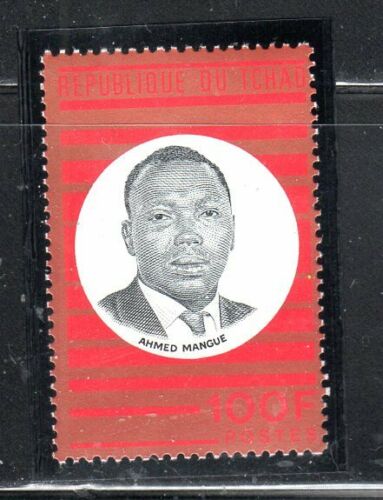 REPUBLIQUE DU TCHAD
AHMED MANGUE
100F
POSTES